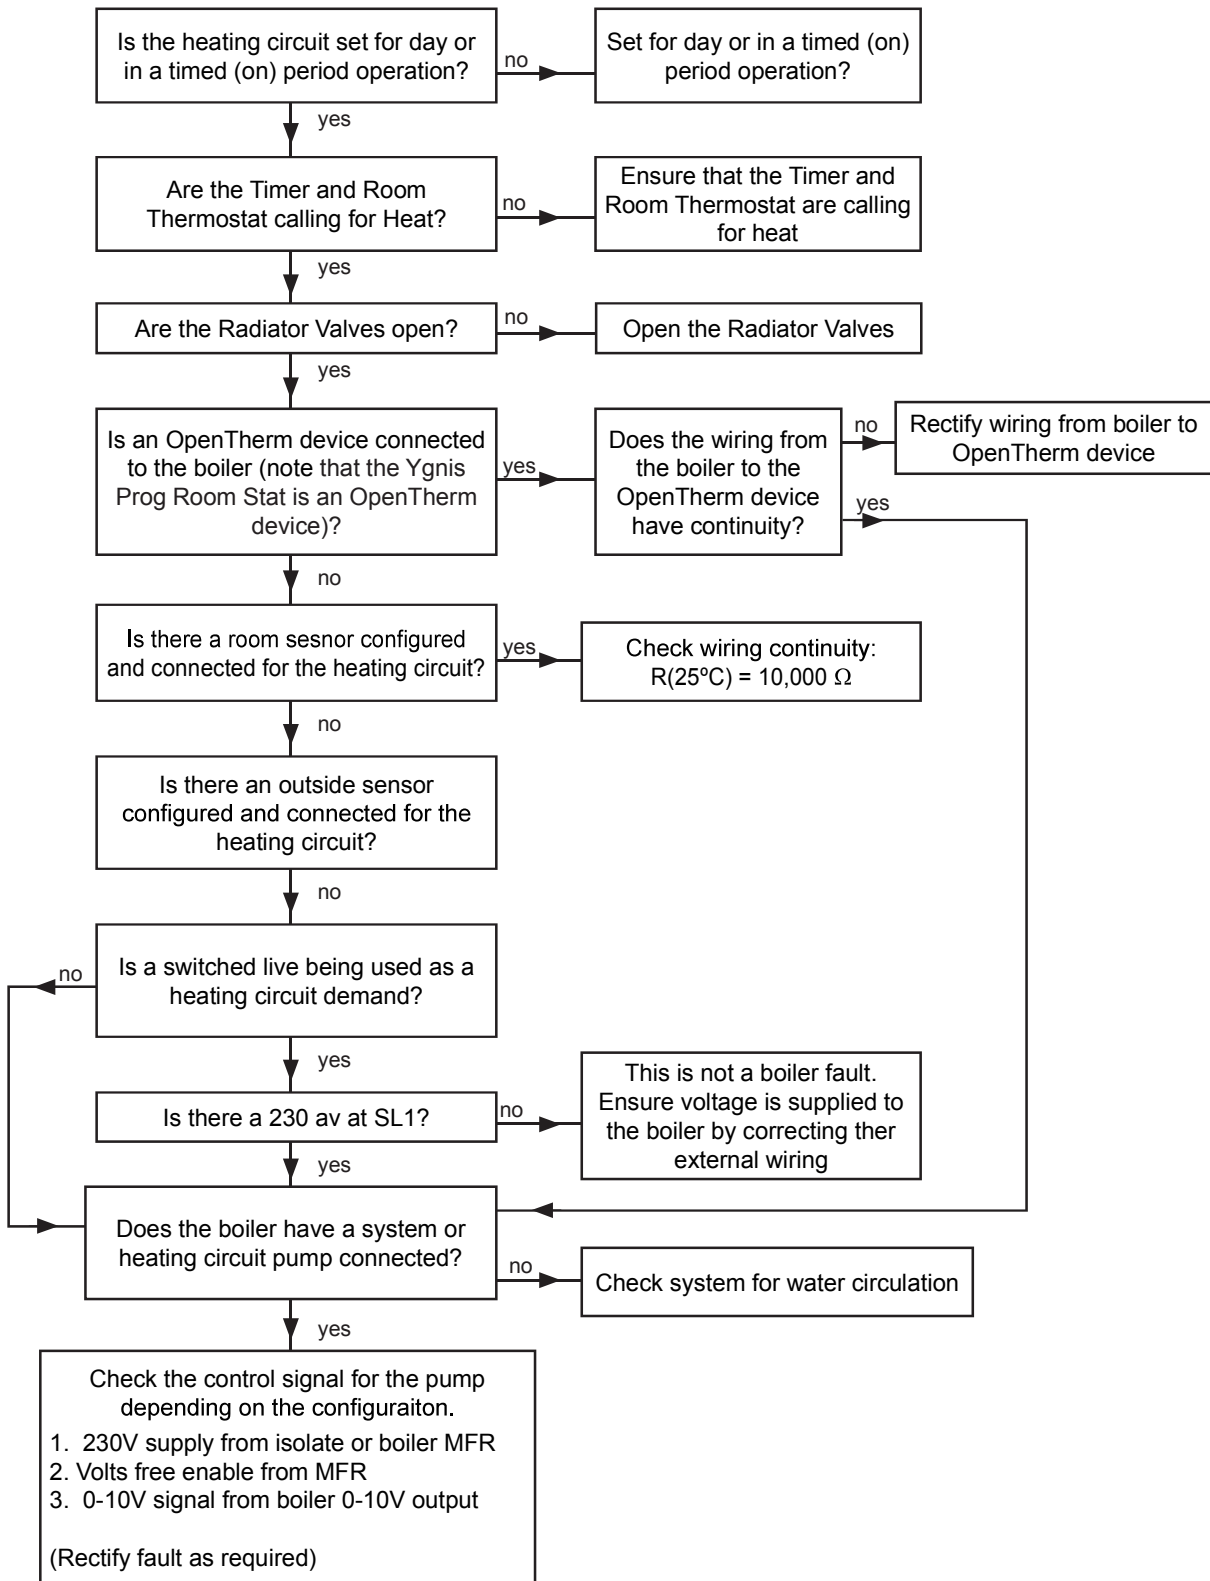 Is the heating circuit set for day or
in a timed (on) period operation?
no
Set for day or in a timed (on)
period operation?
yes
Are the Timer and Room
Thermostat calling for Heat?
no
Ensure that the Timer and
Room Thermostat are calling
for heat
yes
Are the Radiator Valves open?
no
Open the Radiator Valves
yes
Is an OpenTherm device connected
to the boiler (note that the Ygnis
Prog Room Stat is an OpenTherm
device)?
yes
Does the wiring from
the boiler to the
OpenTherm device
have continuity?
no
Rectify wiring from boiler to
OpenTherm device
yes
no
Is there a room sesnor configured
and connected for the heating circuit?
yes
Check wiring continuity:
R(25ºC) = 10,000 Ω
no
Is there an outside sensor
configured and connected for the
heating circuit?
no
Is a switched live being used as a
heating circuit demand?
no
yes
Is there a 230 av at SL1?
no
This is not a boiler fault.
Ensure voltage is supplied to
the boiler by correcting ther
external wiring
yes
Does the boiler have a system or
heating circuit pump connected?
no
Check system for water circulation
yes
Check the control signal for the pump
depending on the configuraiton.
1. 230V supply from isolate or boiler MFR
2. Volts free enable from MFR
3. 0-10V signal from boiler 0-10V output
(Rectify fault as required)